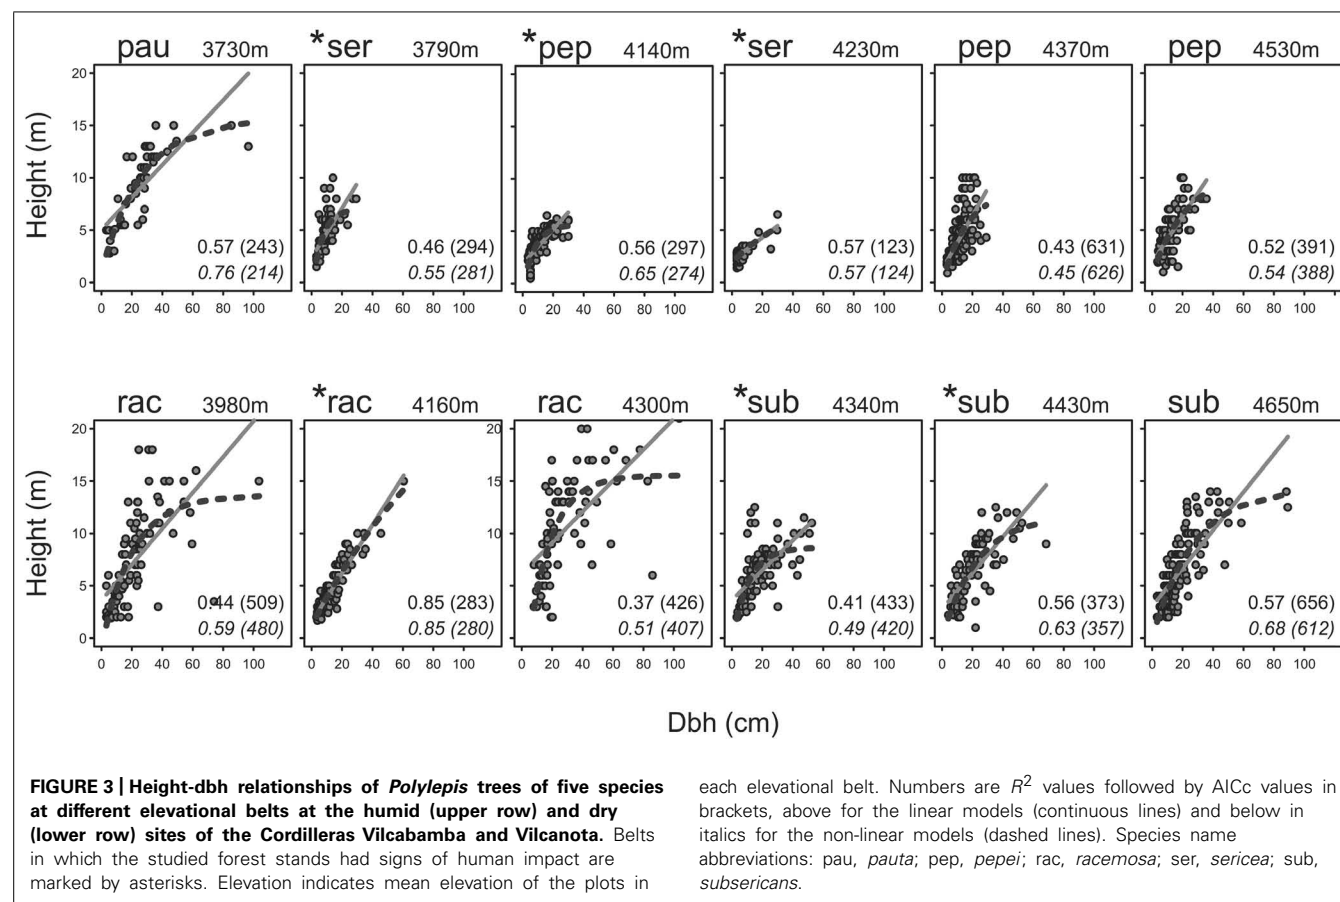 pau 3730m *ser 3790m *pep 4140m *ser 4230m pep 4370m pep 4530m
Height (m)
20
15
10
5
0
0.57 (243) 0.46 (294) 0.56 (297) 0.57 (123) 0.43 (631) 0.52 (391)
0.76 (214) 0.55 (281) 0.65 (274) 0.57 (124) 0.45 (626) 0.54 (388)
0 20 40 60 80 100 0 20 40 60 80 100 0 20 40 60 80 100 0 20 40 60 80 100 0 20 40 60 80 100 0 20 40 60 80 100
rac 3980m *rac 4160m rac 4300m *sub 4340m *sub 4430m sub 4650m
Height (m)
20 20
15 15
10 10
5 5
0 0
0.44 (509) 0.85 (283) 0.37 (426) 0.41 (433) 0.56 (373) 0.57 (656)
0.59 (480) 0.85 (280) 0.51 (407) 0.49 (420) 0.63 (357) 0.68 (612)
0 20 40 60 80 100 0 20 40 60 80 100 0 20 40 60 80 100 0 20 40 60 80 100 0 20 40 60 80 100 0 20 40 60 80 100
Dbh (cm)
FIGURE 3 | Height-dbh relationships of Polylepis trees of five species
at different elevational belts at the humid (upper row) and dry
(lower row) sites of the Cordilleras Vilcabamba and Vilcanota. Belts
in which the studied forest stands had signs of human impact are
marked by asterisks. Elevation indicates mean elevation of the plots in
each elevational belt. Numbers are R² values followed by AICc values in
brackets, above for the linear models (continuous lines) and below in
italics for the non-linear models (dashed lines). Species name
abbreviations: pau, pauta; pep, pepei; rac, racemosa; ser, sericea; sub,
subsericans.